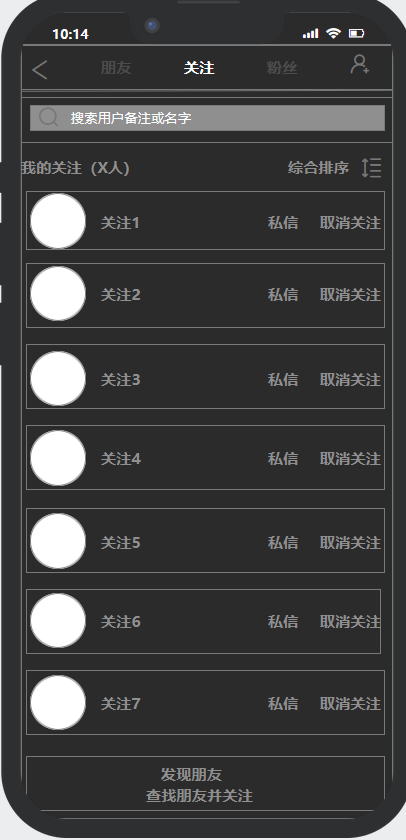 10:14
朋友 关注 粉丝
搜索用户备注或名字
我的关注（X人） 综合排序
关注1 私信 取消关注
关注2 私信 取消关注
关注3 私信 取消关注
关注4 私信 取消关注
关注5 私信 取消关注
关注6 私信 取消关注
关注7 私信 取消关注
发现朋友
查找朋友并关注